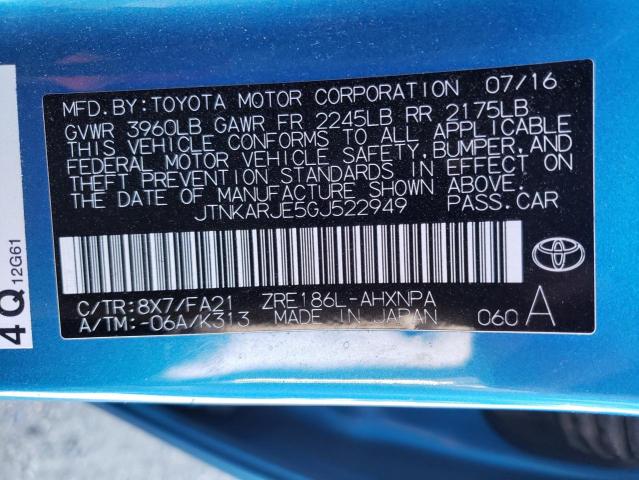 MFD.BY:TOYOTA MOTOR CORPORATION 07/16
GVWR 3960LB GAWR FR 2245LB RR 2175LB
THIS VEHICLE CONFORMS TO ALL APPLICABLE
FEDERAL MOTOR VEHICLE SAFETY,BUMPER,AND
THEFT PREVENTION STANDARDS IN EFFECT ON
THE DATE OF MANUFACTURE SHOWN ABOVE.
JTNKARJE5GJ522949 PASS.CAR
C/TR:8X7/FA21 ZRE186L-AHXNPA
A/TM:-06A/K313 MADE IN JAPAN 060 A
4Q 12G61